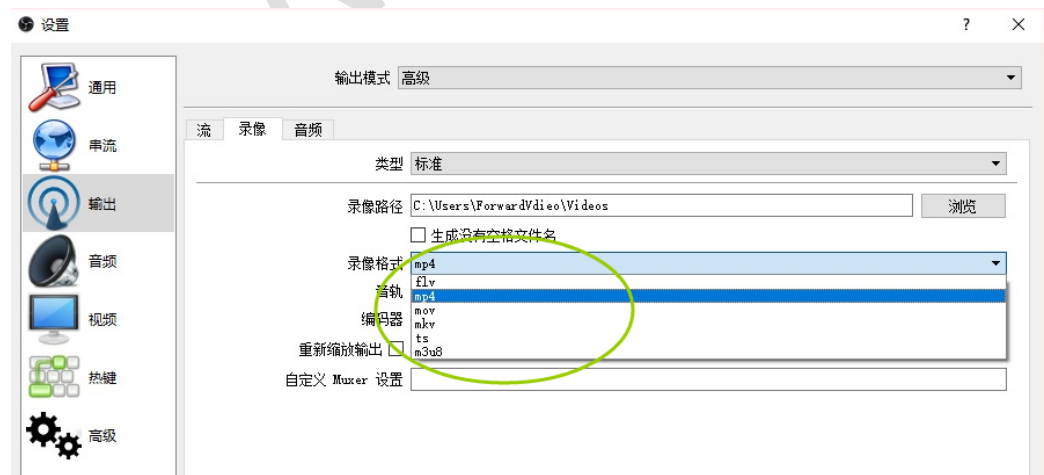 设置
?
通用
串流
输出
音频
视频
热键
高级
输出模式 高级
流 录像 音频
类型 标准
录像路径 C:\Users\ForwardVdieo\Videos 浏览
生成没有空格文件名
录像格式 mp4
音轨
编码器
重新缩放输出
自定义 Muxer 设置
flv
mp4
mov
mkv
ts
m3u8